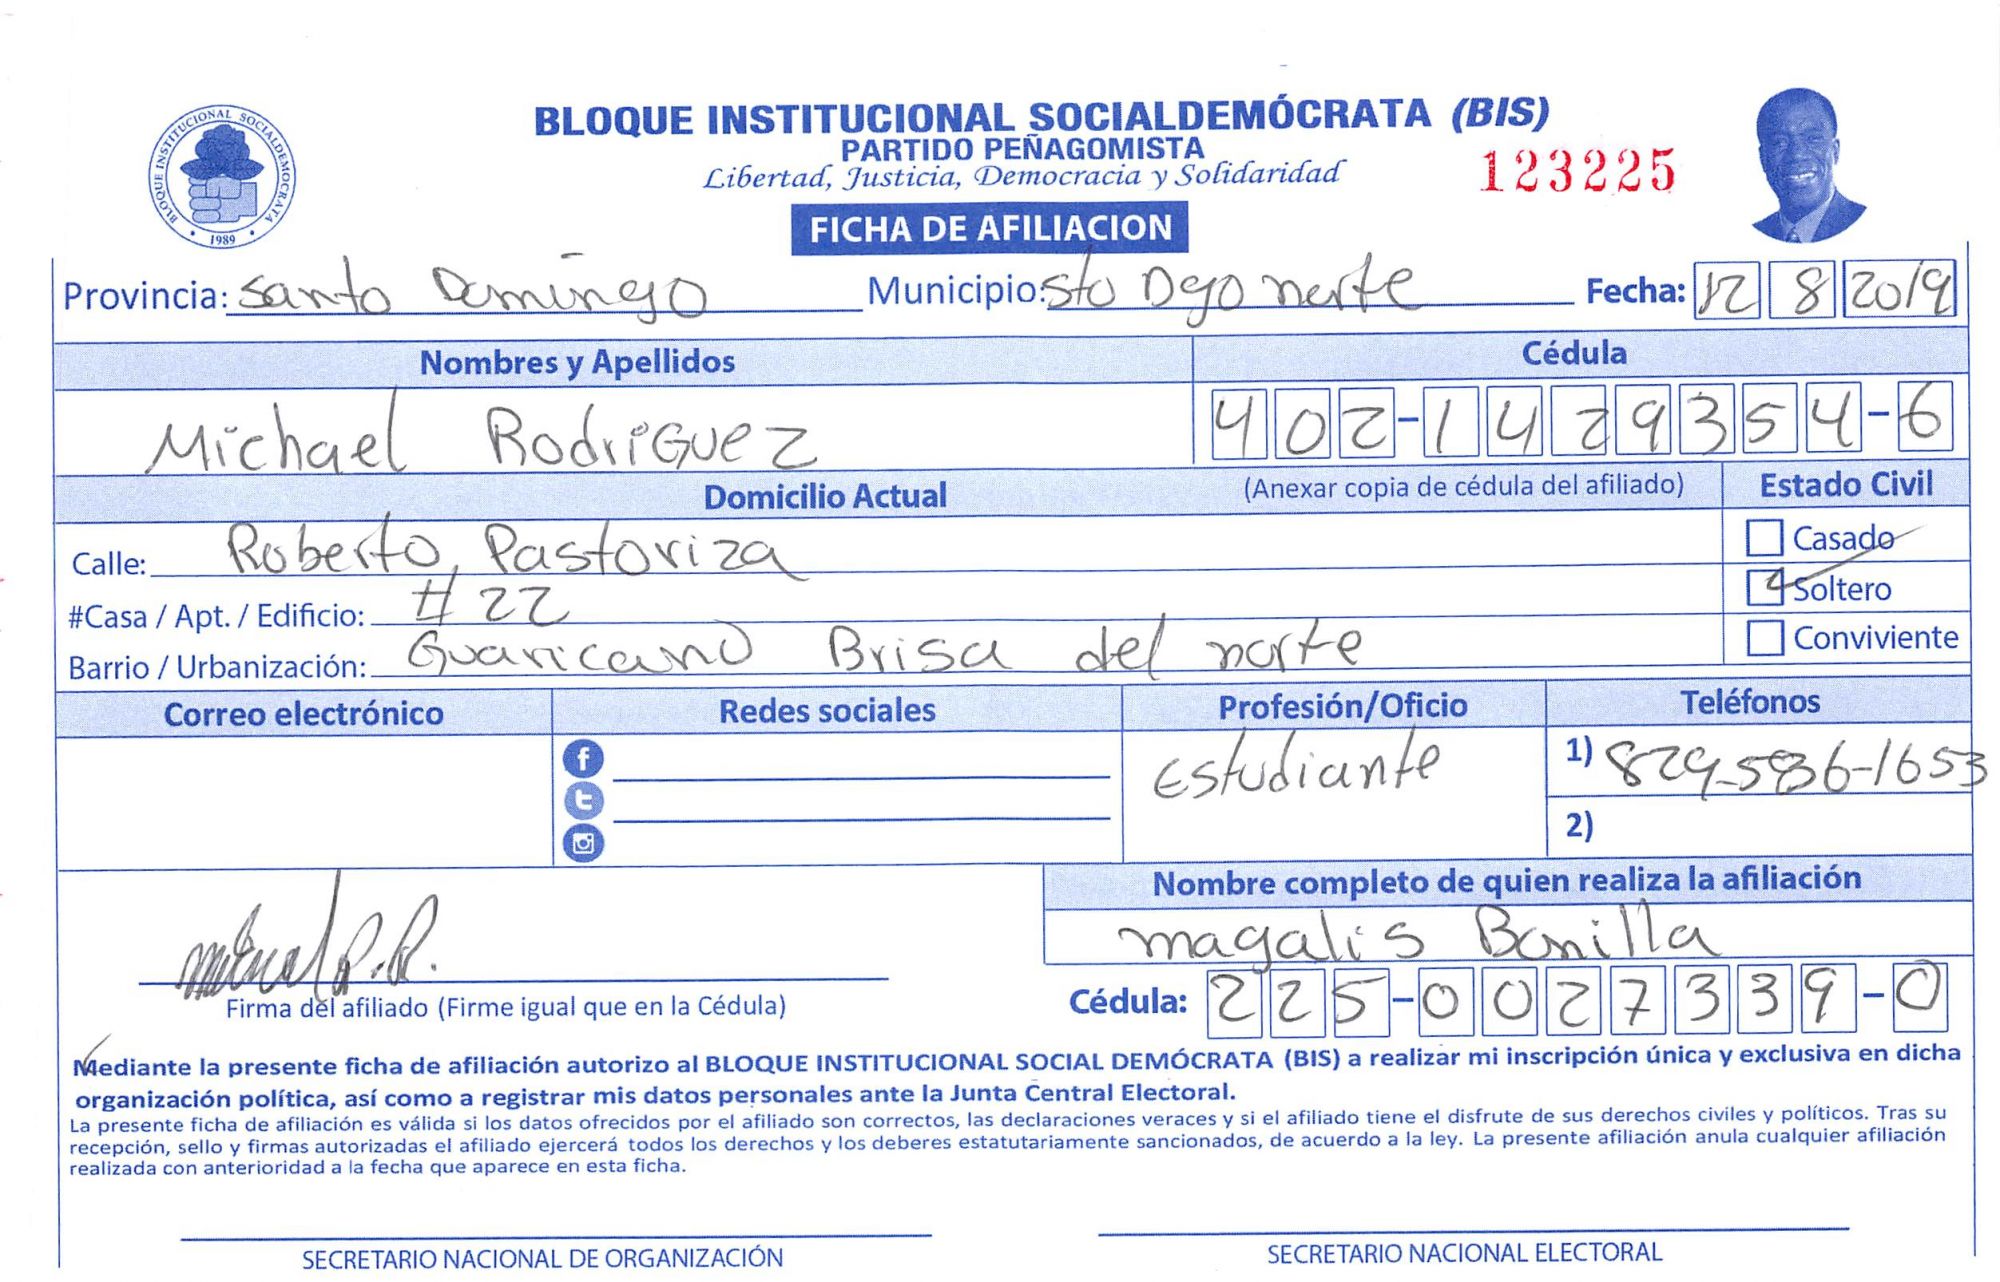 BLOQUE INSTITUCIONAL SOCIALDEMOCRATA
1989
BLOQUE INSTITUCIONAL SOCIALDEMÓCRATA (BIS)
PARTIDO PEÑAGOMISTA
Libertad, Justicia, Democracia y Solidaridad
123225
FICHA DE AFILIACION
Provincia: Santo Domingo Municipio: Sto Dgo norte Fecha: 12 8 2019
Nombres y Apellidos Cédula
Michael Rodriguez 402-1429354-6
Domicilio Actual (Anexar copia de cédula del afiliado) Estado Civil
Calle: Roberto Pastoriza Casado
#Casa / Apt. / Edificio: #22 Soltero
Barrio / Urbanización: Guaricano Brisa del norte Conviviente
Correo electrónico Redes sociales Profesión/Oficio Teléfonos
Estudiante 1) 829-5936-1653
2)
Nombre completo de quien realiza la afiliación
magalis Bonilla
Firma del afiliado (Firme igual que en la Cédula) Cédula: 225-0027339-0
Mediante la presente ficha de afiliación autorizo al BLOQUE INSTITUCIONAL SOCIAL DEMÓCRATA (BIS) a realizar mi inscripción única y exclusiva en dicha
organización política, así como a registrar mis datos personales ante la Junta Central Electoral.
La presente ficha de afiliación es válida si los datos ofrecidos por el afiliado son correctos, las declaraciones veraces y si el afiliado tiene el disfrute de sus derechos civiles y políticos. Tras su
recepción, sello y firmas autorizadas el afiliado ejercerá todos los derechos y los deberes estatutariamente sancionados, de acuerdo a la ley. La presente afiliación anula cualquier afiliación
realizada con anterioridad a la fecha que aparece en esta ficha.
SECRETARIO NACIONAL DE ORGANIZACIÓN SECRETARIO NACIONAL ELECTORAL